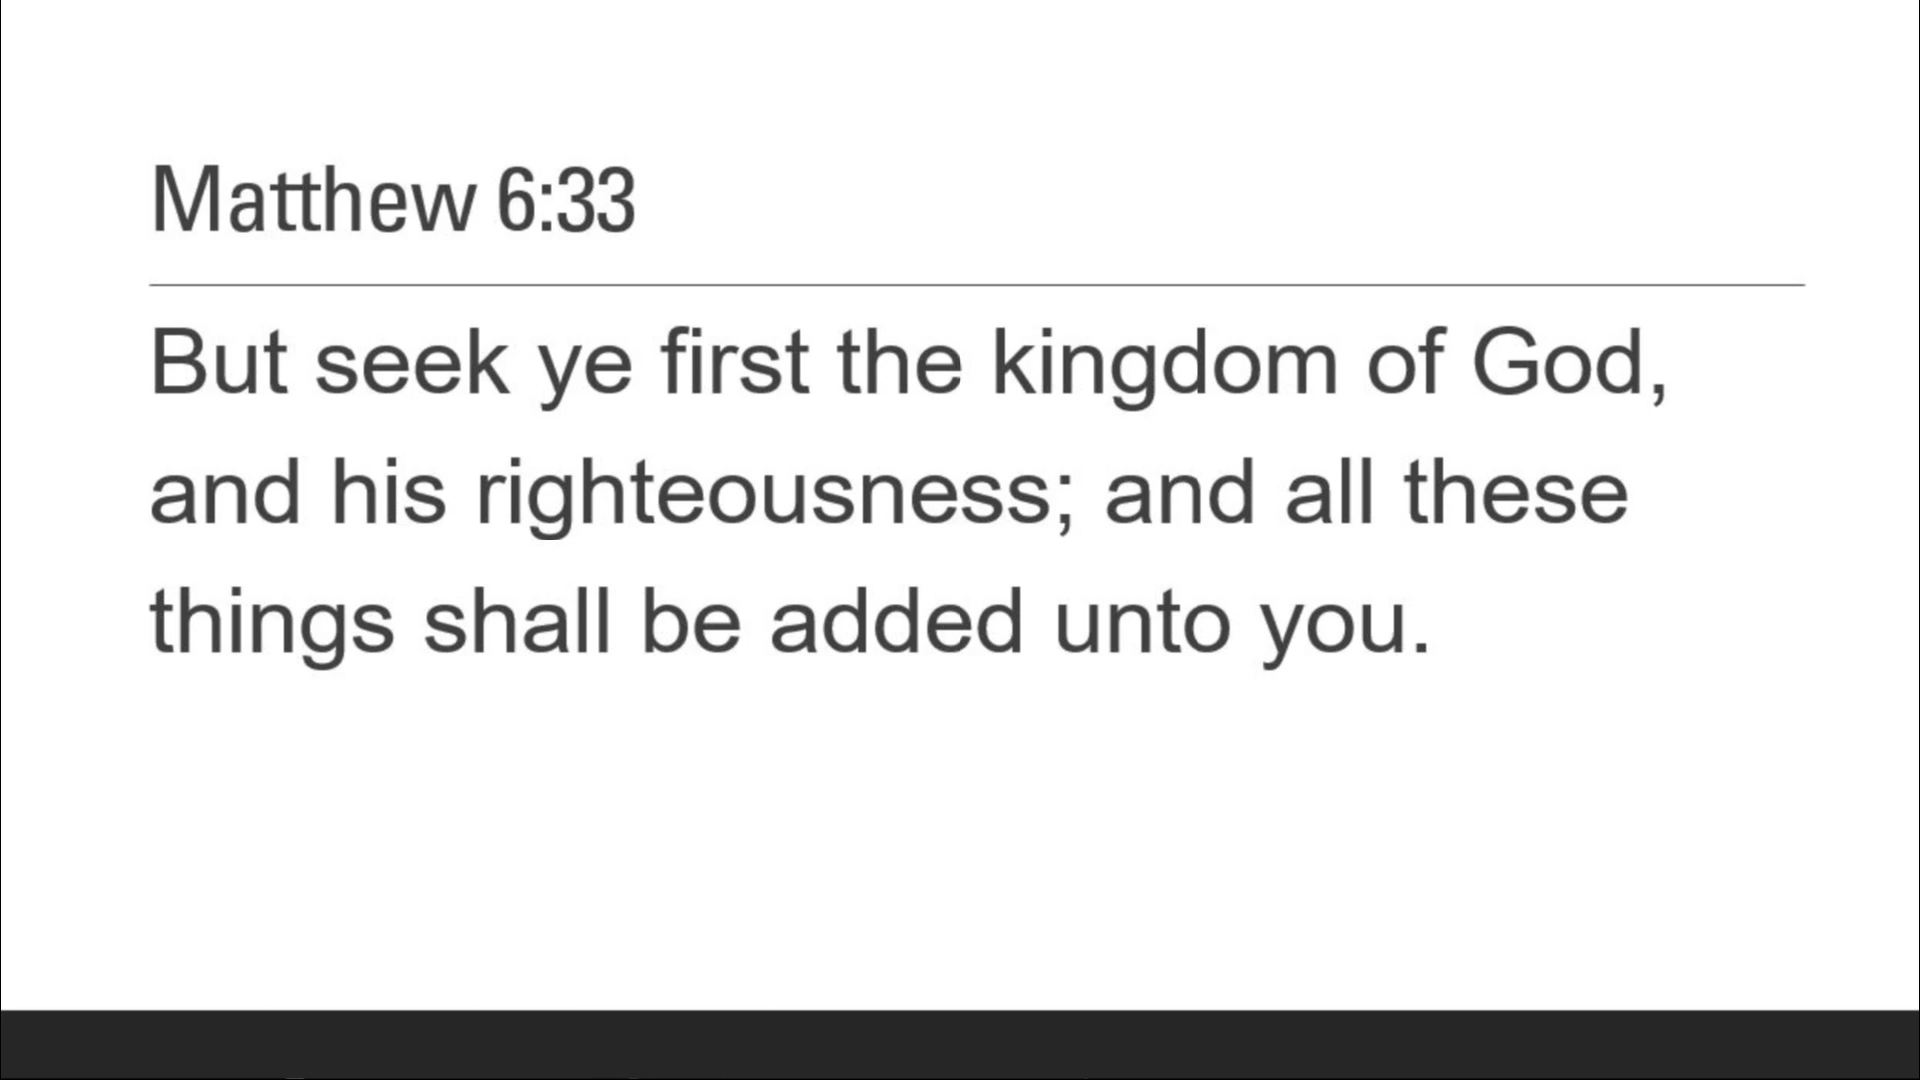 Matthew 6:33
But seek ye first the kingdom of God,
and his righteousness; and all these
things shall be added unto you.